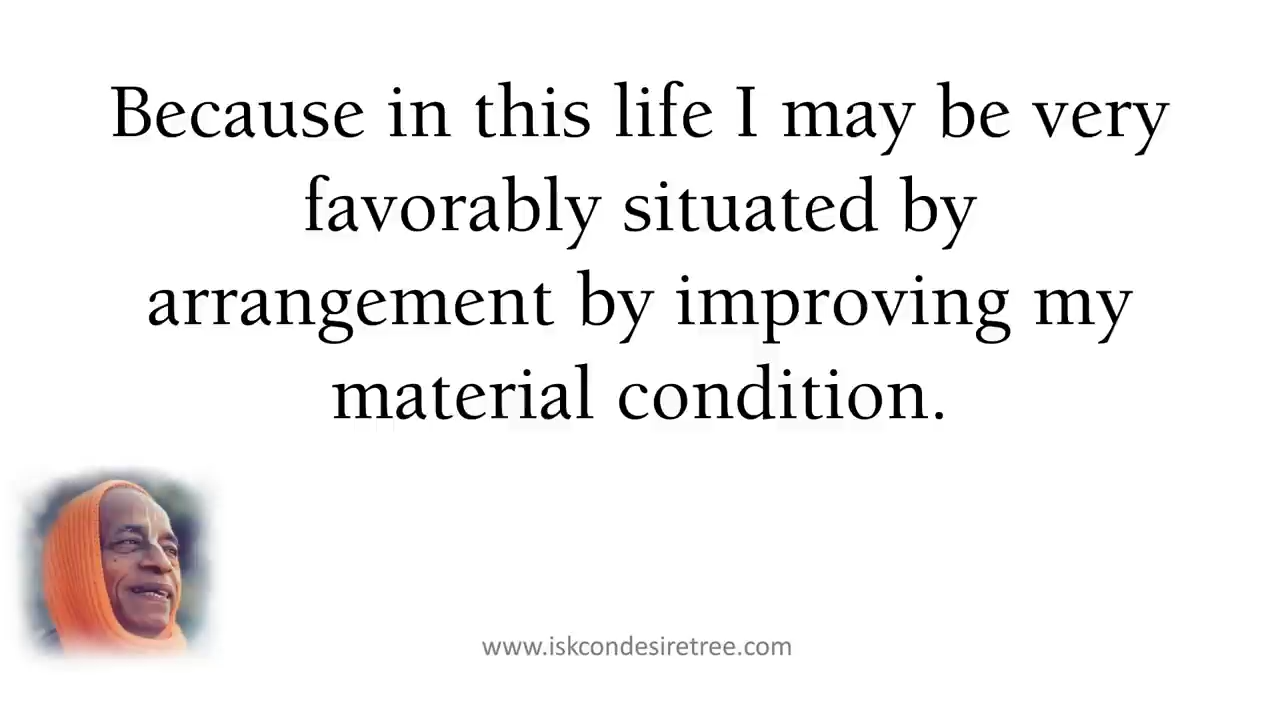 Because in this life I may be very
favorably situated by
arrangement by improving my
material condition.
www.iskcondesiretree.com